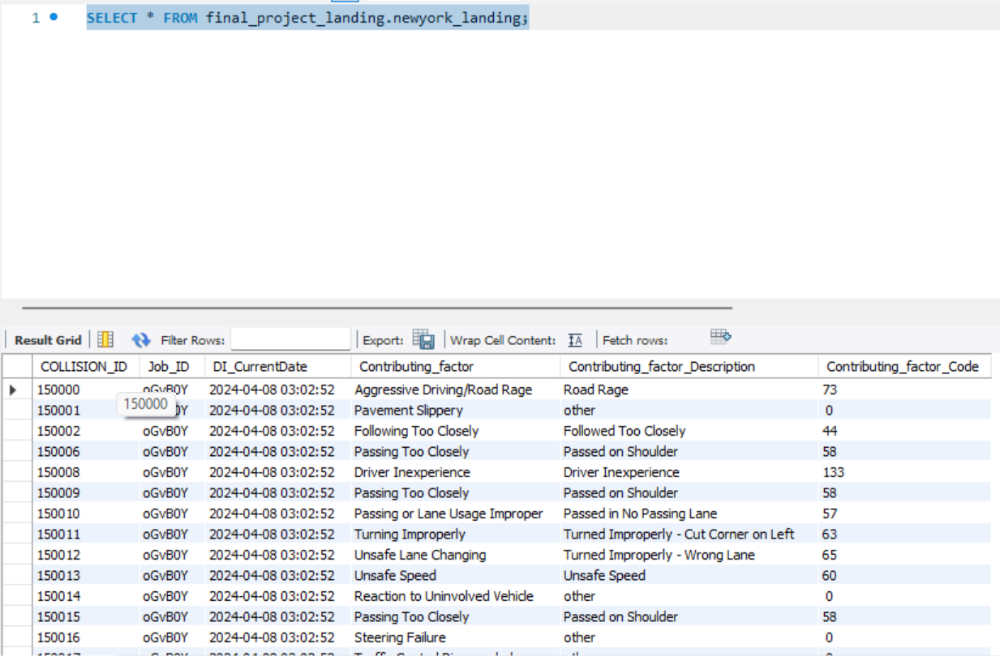 1 SELECT * FROM final_project_landing.newyork_landing;
Result Grid Filter Rows: Export: Wrap Cell Content: Fetch rows:
COLLISION_ID Job_ID DI_CurrentDate Contributing_factor Contributing_factor_Description Contributing_factor_Code
150000 oGvB0Y 2024-04-08 03:02:52 Aggressive Driving/Road Rage Road Rage 73
150000
150001 2024-04-08 03:02:52 Pavement Slippery other 0
150002 oGvB0Y 2024-04-08 03:02:52 Following Too Closely Followed Too Closely 44
150006 oGvB0Y 2024-04-08 03:02:52 Passing Too Closely Passed on Shoulder 58
150008 oGvB0Y 2024-04-08 03:02:52 Driver Inexperience Driver Inexperience 133
150009 oGvB0Y 2024-04-08 03:02:52 Passing Too Closely Passed on Shoulder 58
150010 oGvB0Y 2024-04-08 03:02:52 Passing or Lane Usage Improper Passed in No Passing Lane 57
150011 oGvB0Y 2024-04-08 03:02:52 Turning Improperly Turned Improperly - Cut Corner on Left 63
150012 oGvB0Y 2024-04-08 03:02:52 Unsafe Lane Changing Turned Improperly - Wrong Lane 65
150013 oGvB0Y 2024-04-08 03:02:52 Unsafe Speed Unsafe Speed 60
150014 oGvB0Y 2024-04-08 03:02:52 Reaction to Uninvolved Vehicle other 0
150015 oGvB0Y 2024-04-08 03:02:52 Passing Too Closely Passed on Shoulder 58
150016 oGvB0Y 2024-04-08 03:02:52 Steering Failure other 0